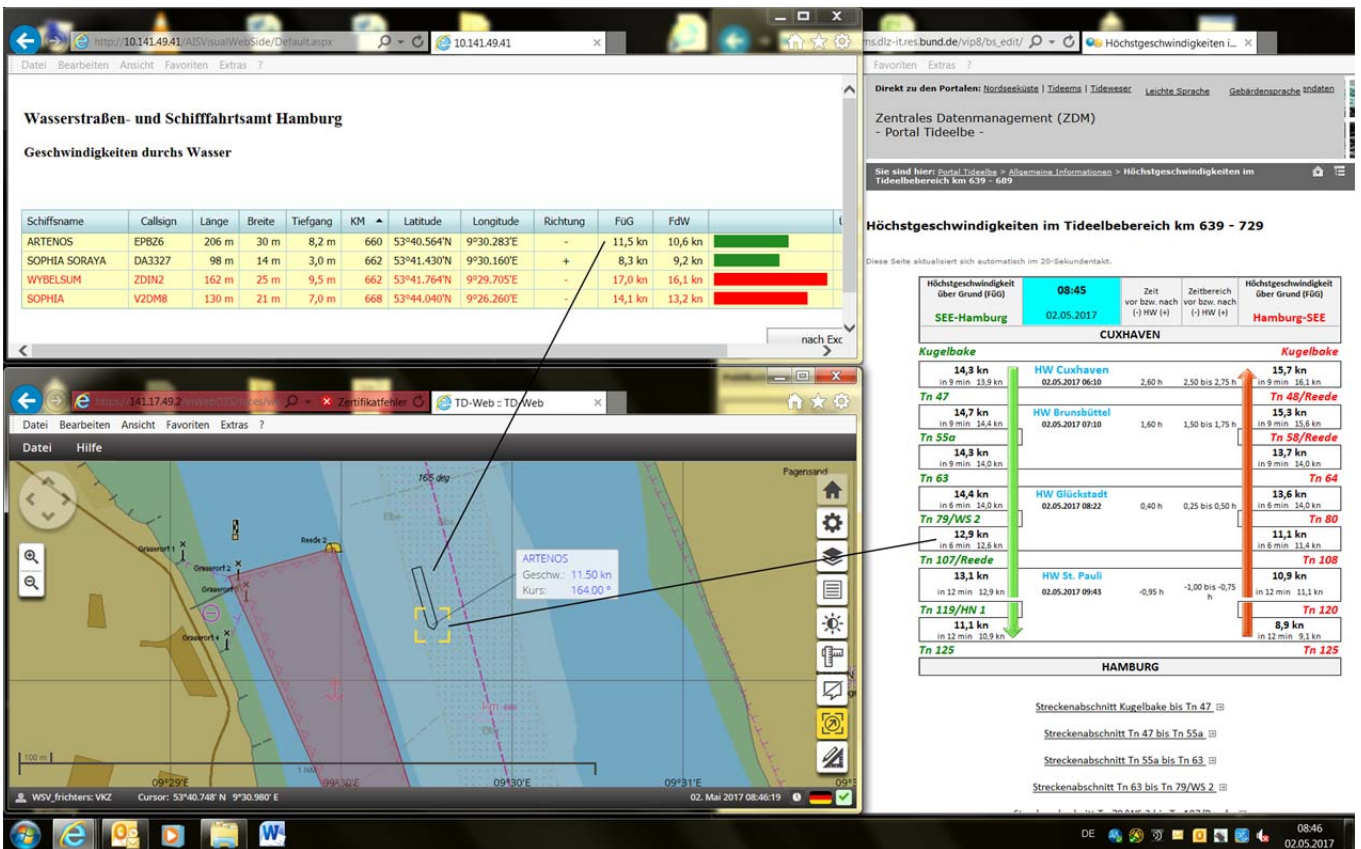 http://10.141.49.41/AISVisualWebSide/Default.aspx
10.141.49.41
Datei Bearbeiten Ansicht Favoriten Extras ?
Wasserstraßen- und Schifffahrtsamt Hamburg
Geschwindigkeiten durchs Wasser
Schiffsname Callsign Länge Breite Tiefgang KM Latitude Longitude Richtung FüG FdW
ARTENOS EPBZ6 206 m 30 m 8,2 m 660 53°40.564'N 9°30.283'E - 11,5 kn 10,6 kn
SOPHIA SORAYA DA3327 98 m 14 m 3,0 m 662 53°41.430'N 9°30.160'E + 8,3 kn 9,2 kn
WYBELSUM ZDIN2 162 m 25 m 9,5 m 662 53°41.764'N 9°29.705'E - 17,0 kn 16,1 kn
SOPHIA V2DM8 130 m 21 m 7,0 m 668 53°44.040'N 9°26.260'E - 14,1 kn 13,2 kn
nach Exc
Zertifikatfehler
TD-Web :: TD-Web
Datei Bearbeiten Ansicht Favoriten Extras ?
Datei Hilfe
165 deg
Pagensand
Elbe
Elbe
Reede 2
Grauerort 1
Grauerort 2
Grauerort 4
ARTENOS
Geschw.: 11.50 kn
Kurs: 164.00 °
Elbe
100 m
1 NM
09°29'E 09°30'E 09°30'E 09°31'E
WSV_frichters: VKZ Cursor: 53°40.748' N 9°30.980' E 02. Mai 2017 08:46:19
ms.dlz-it.res.bund.de/vip8/bs_edit/
Höchstgeschwindigkeiten i...
Favoriten Extras ?
Direkt zu den Portalen: Nordseeküste | Tideems | Tideweser Leichte Sprache Gebärdensprache
Zentrales Datenmanagement (ZDM)
- Portal Tideelbe -
Sie sind hier: Portal Tideelbe > Allgemeine Informationen > Höchstgeschwindigkeiten im
Tideelbebereich km 639 - 689
Höchstgeschwindigkeiten im Tideelbebereich km 639 - 729
Diese Seite aktualisiert sich automatisch im 20-Sekundentakt.
Höchstgeschwindigkeit über Grund (FüG) SEE-Hamburg
08:45 02.05.2017
Zeit vor bzw. nach (-) HW (+)
Zeitbereich vor bzw. nach (-) HW (+)
Höchstgeschwindigkeit über Grund (FüG) Hamburg-SEE
CUXHAVEN
Kugelbake Kugelbake
14,3 kn HW Cuxhaven 15,7 kn
in 9 min 13,9 kn 02.05.2017 06:10 2,60 h 2,50 bis 2,75 h in 9 min 16,1 kn
Tn 47 Tn 48/Reede
14,7 kn HW Brunsbüttel 15,3 kn
in 9 min 14,4 kn 02.05.2017 07:10 1,60 h 1,50 bis 1,75 h in 9 min 15,6 kn
Tn 55a Tn 58/Reede
14,3 kn 13,7 kn
in 9 min 14,0 kn in 9 min 14,0 kn
Tn 63 Tn 64
14,4 kn HW Glückstadt 13,6 kn
in 6 min 14,0 kn 02.05.2017 08:22 0,40 h 0,25 bis 0,50 h in 6 min 14,0 kn
Tn 79/WS 2 Tn 80
12,9 kn 11,1 kn
in 6 min 12,6 kn in 6 min 11,4 kn
Tn 107/Reede Tn 108
13,1 kn HW St. Pauli 10,9 kn
in 12 min 12,9 kn 02.05.2017 09:43 -0,95 h -1,00 bis -0,75 h in 12 min 11,1 kn
Tn 119/HN 1 Tn 120
11,1 kn 8,9 kn
in 12 min 10,9 kn in 12 min 9,1 kn
Tn 125 Tn 125
HAMBURG
Streckenabschnitt Kugelbake bis Tn 47
Streckenabschnitt Tn 47 bis Tn 55a
Streckenabschnitt Tn 55a bis Tn 63
Streckenabschnitt Tn 63 bis Tn 79/WS 2
DE 08:46
02.05.2017